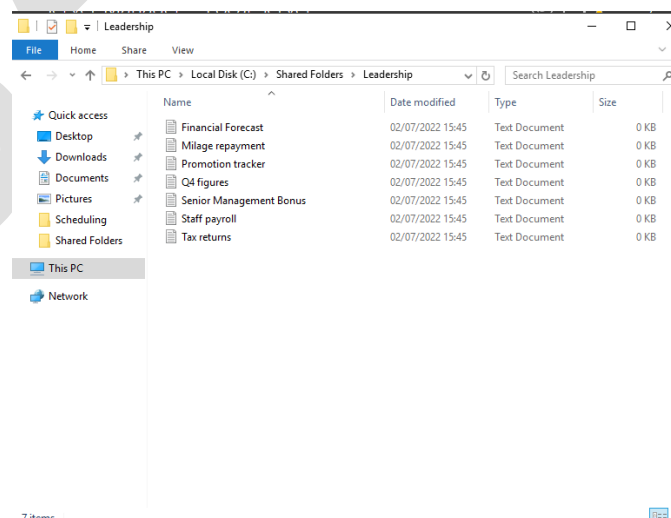 Leadership
File Home Share View
This PC > Local Disk (C:) > Shared Folders > Leadership Search Leadership
Name Date modified Type Size
Quick access
Desktop
Downloads
Documents
Pictures
Scheduling
Shared Folders
This PC
Network
Financial Forecast 02/07/2022 15:45 Text Document 0 KB
Milage repayment 02/07/2022 15:45 Text Document 0 KB
Promotion tracker 02/07/2022 15:45 Text Document 0 KB
Q4 figures 02/07/2022 15:45 Text Document 0 KB
Senior Management Bonus 02/07/2022 15:45 Text Document 0 KB
Staff payroll 02/07/2022 15:45 Text Document 0 KB
Tax returns 02/07/2022 15:45 Text Document 0 KB
7 items